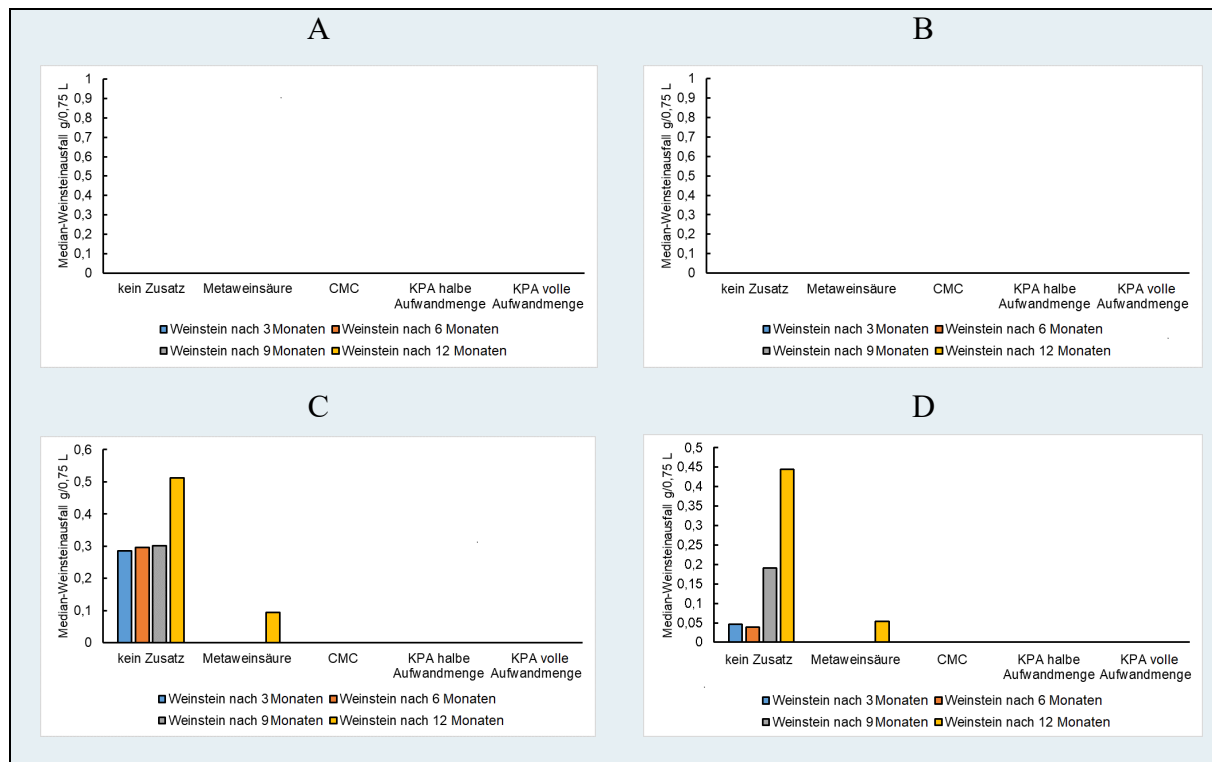 A
B
Median-Weinsteinausfall g/0,75 L
1
0,9
0,8
0,7
0,6
0,5
0,4
0,3
0,2
0,1
0
kein Zusatz
Metaweinsäure
CMC
KPA halbe
Aufwandmenge
KPA volle
Aufwandmenge
Weinstein nach 3 Monaten
Weinstein nach 6 Monaten
Weinstein nach 9 Monaten
Weinstein nach 12 Monaten
Median-Weinsteinausfall g/0,75 L
1
0,9
0,8
0,7
0,6
0,5
0,4
0,3
0,2
0,1
0
kein Zusatz
Metaweinsäure
CMC
KPA halbe
Aufwandmenge
KPA volle
Aufwandmenge
Weinstein nach 3 Monaten
Weinstein nach 6 Monaten
Weinstein nach 9 Monaten
Weinstein nach 12 Monaten
C
D
Median-Weinsteinausfall g/0,75 L
0,6
0,5
0,4
0,3
0,2
0,1
0
kein Zusatz
Metaweinsäure
CMC
KPA halbe
Aufwandmenge
KPA volle
Aufwandmenge
Weinstein nach 3 Monaten
Weinstein nach 6 Monaten
Weinstein nach 9 Monaten
Weinstein nach 12 Monaten
Median-Weinsteinausfall g/0,75 L
0,5
0,45
0,4
0,35
0,3
0,25
0,2
0,15
0,1
0,05
0
kein Zusatz
Metaweinsäure
CMC
KPA halbe
Aufwandmenge
KPA volle
Aufwandmenge
Weinstein nach 3 Monaten
Weinstein nach 6 Monaten
Weinstein nach 9 Monaten
Weinstein nach 12 Monaten